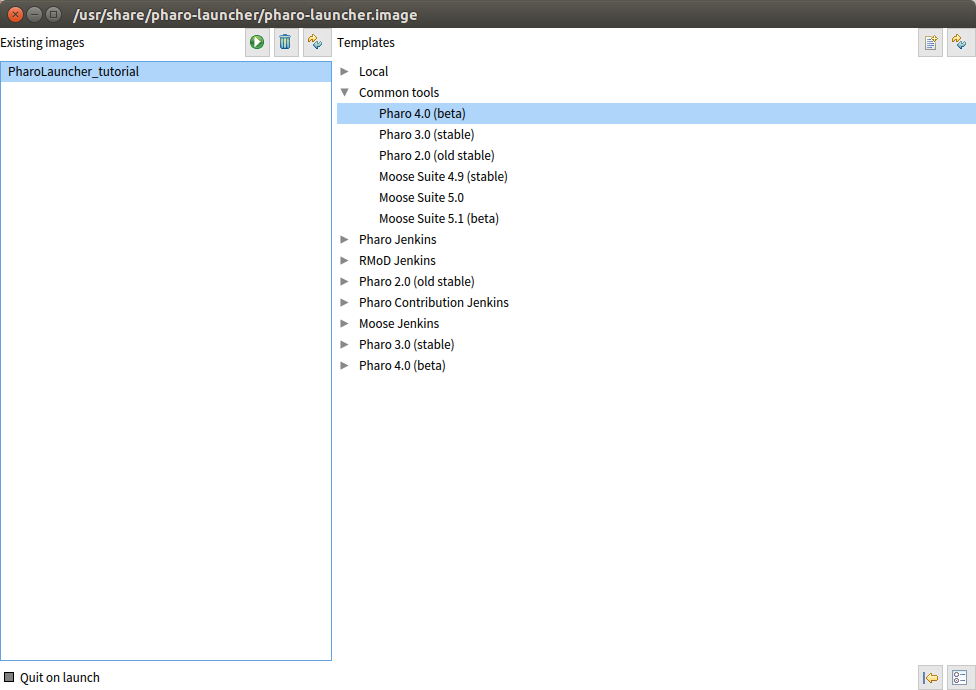 /usr/share/pharo-launcher/pharo-launcher.image
Existing images
Templates
PharoLauncher_tutorial
Local
Common tools
Pharo 4.0 (beta)
Pharo 3.0 (stable)
Pharo 2.0 (old stable)
Moose Suite 4.9 (stable)
Moose Suite 5.0
Moose Suite 5.1 (beta)
Pharo Jenkins
RMoD Jenkins
Pharo 2.0 (old stable)
Pharo Contribution Jenkins
Moose Jenkins
Pharo 3.0 (stable)
Pharo 4.0 (beta)
Quit on launch